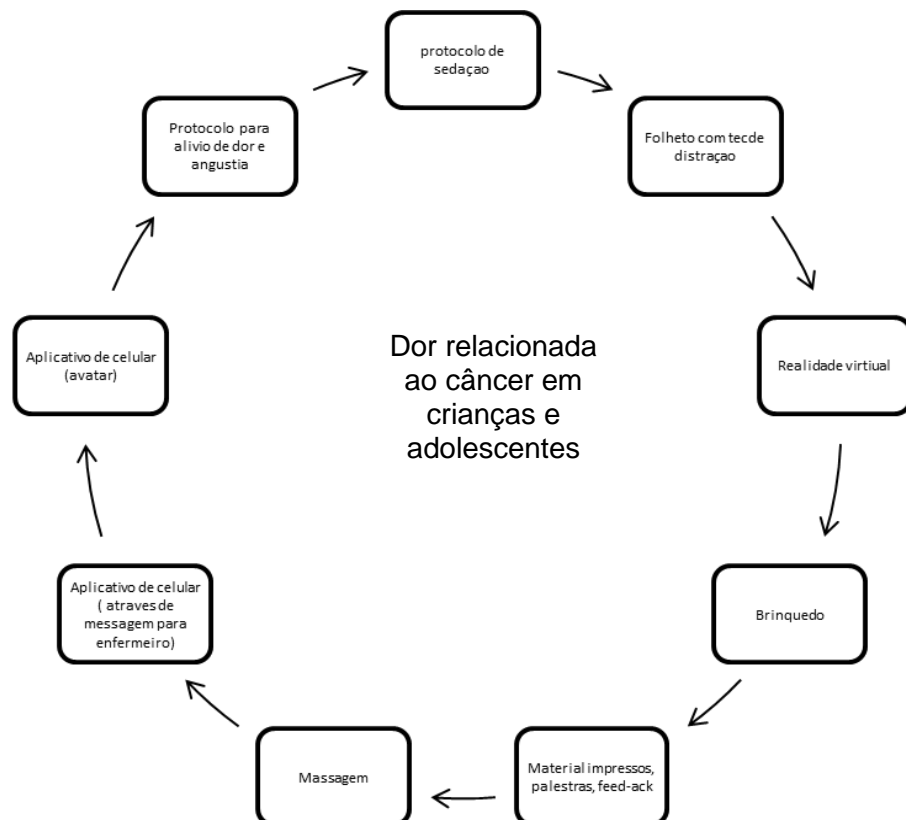 protocolo de
sedaçao
Folheto com tecde
distraçao
Realidade virtiual
Brinquedo
Material impressos,
palestras, feed-ack
Massagem
Aplicativo de celular
( atraves de
messagem para
enfermeiro)
Aplicativo de celular
(avatar)
Protocolo para
alivio de dor e
angustia
Dor relacionada
ao câncer em
crianças e
adolescentes